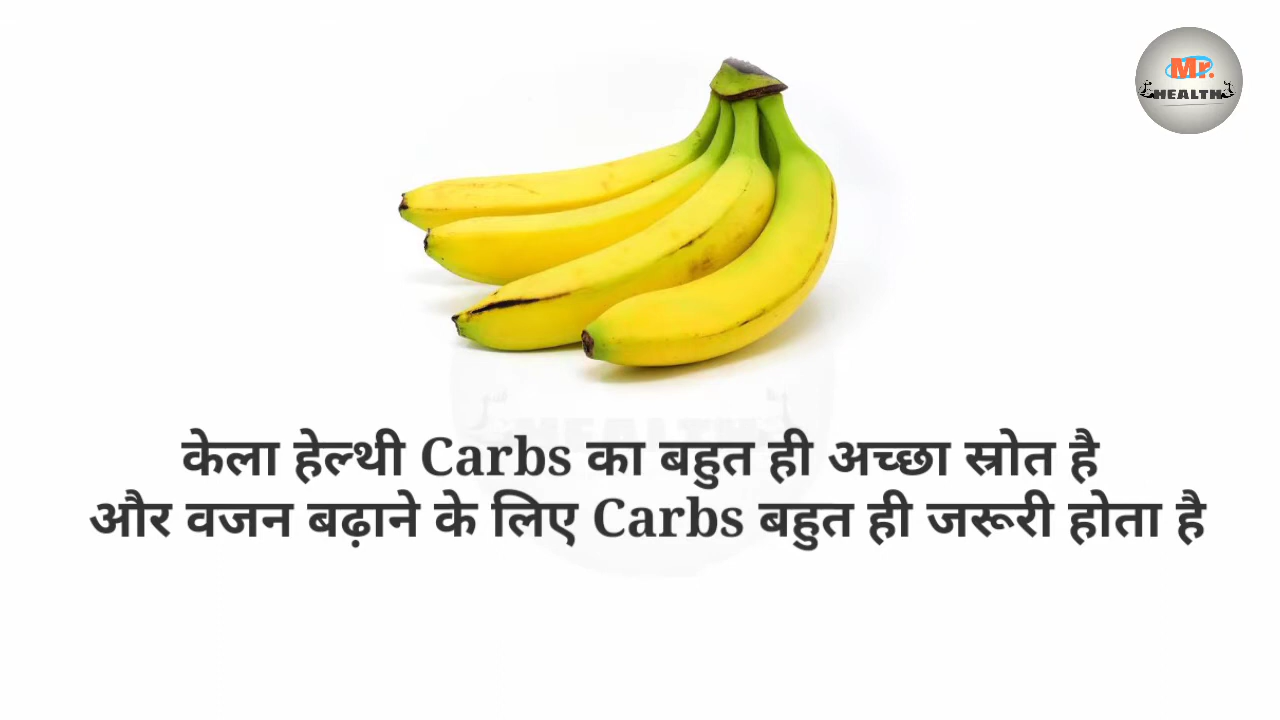 Mr.
HEALTH
केला हेल्थी Carbs का बहुत ही अच्छा स्रोत है
और वजन बढ़ाने के लिए Carbs बहुत ही जरूरी होता है